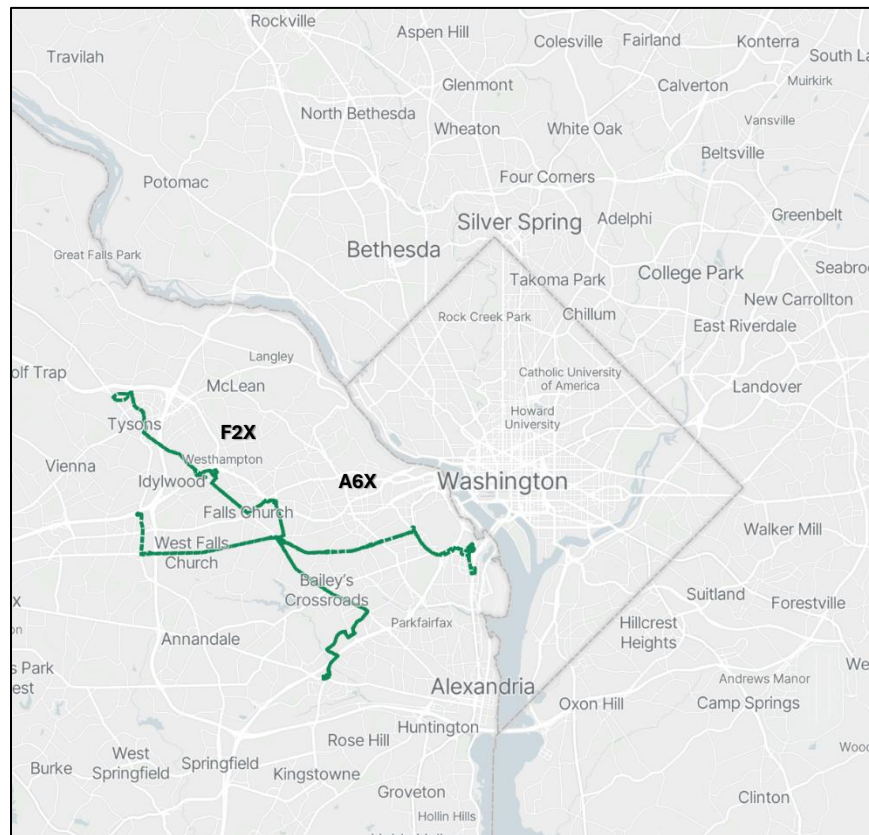 Rockville
Aspen Hill
Colesville
Fairland
Konterra
Travilah
South La
Glenmont
Calverton
Muirkirk
North Bethesda
Vansville
Wheaton
White Oak
Beltsville
Potomac
Four Corners
Silver Spring
Adelphi
Greenbelt
Great Falls Park
Bethesda
Takoma Park
College Park
Seabro
New Carrollton
Rock Creek Park
Chillum
East Riverdale
Langley
olf Trap
McLean
Catholic University
of America
Landover
Howard
University
Tysons
F2X
Westhampton
Vienna
Idylwood
A6X
Washington
Falls Church
West Falls
Church
Walker Mill
Bailey's
Crossroads
Suitland
Forestville
X
Parkfairfax
Hillcrest
Heights
Annandale
s Park
est
Andrews Manor
We
Alexandria
Oxon Hill
Camp Springs
Huntington
Rose Hill
West
Springfield
Springfield
Woo
Burke
Kingstowne
Groveton
Clinton
Hollin Hills